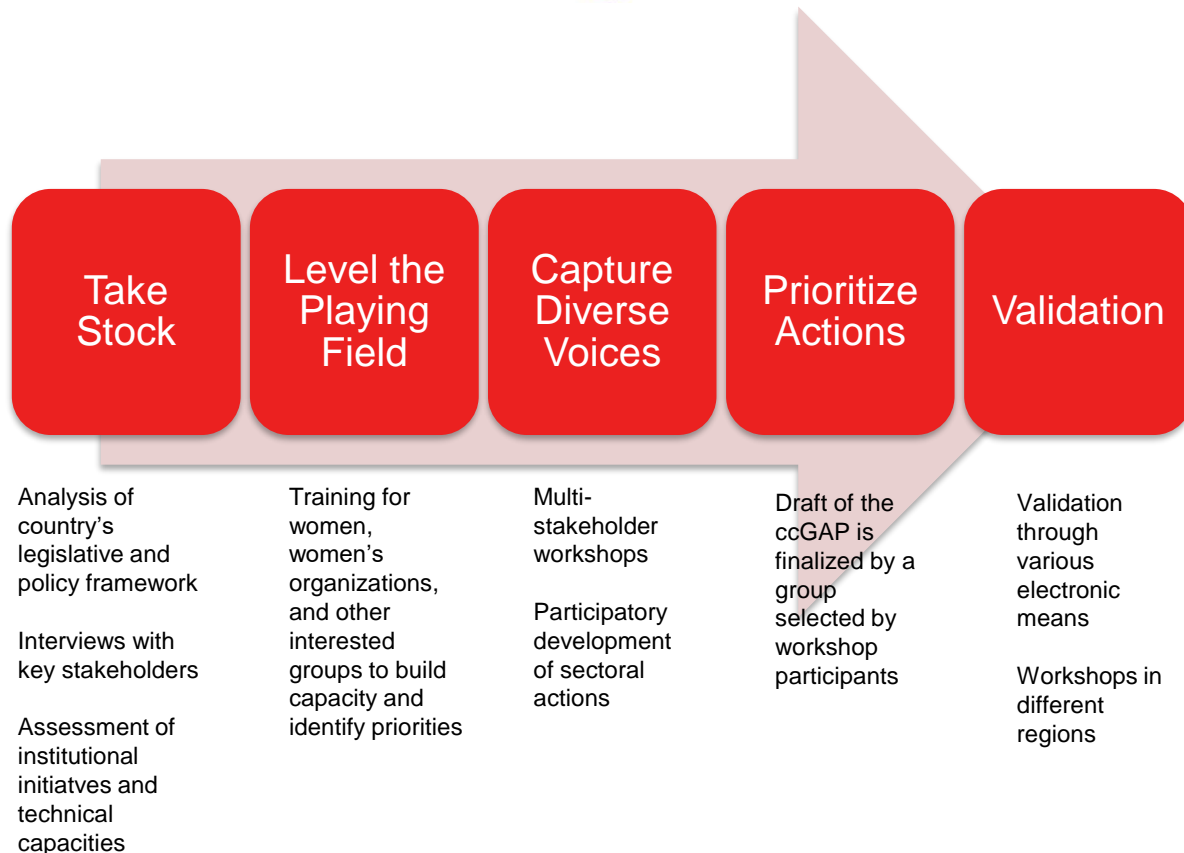 Take
Stock
Level the
Playing
Field
Capture
Diverse
Voices
Prioritize
Actions
Validation
Analysis of
country's
legislative and
policy framework
Interviews with
key stakeholders
Assessment of
institutional
initiatves and
technical
capacities
Training for
women,
women's
organizations,
and other
interested
groups to build
capacity and
identify priorities
Multi-
stakeholder
workshops
Participatory
development
of sectoral
actions
Draft of the
ccGAP is
finalized by a
group
selected by
workshop
participants
Validation
through
various
electronic
means
Workshops in
different
regions